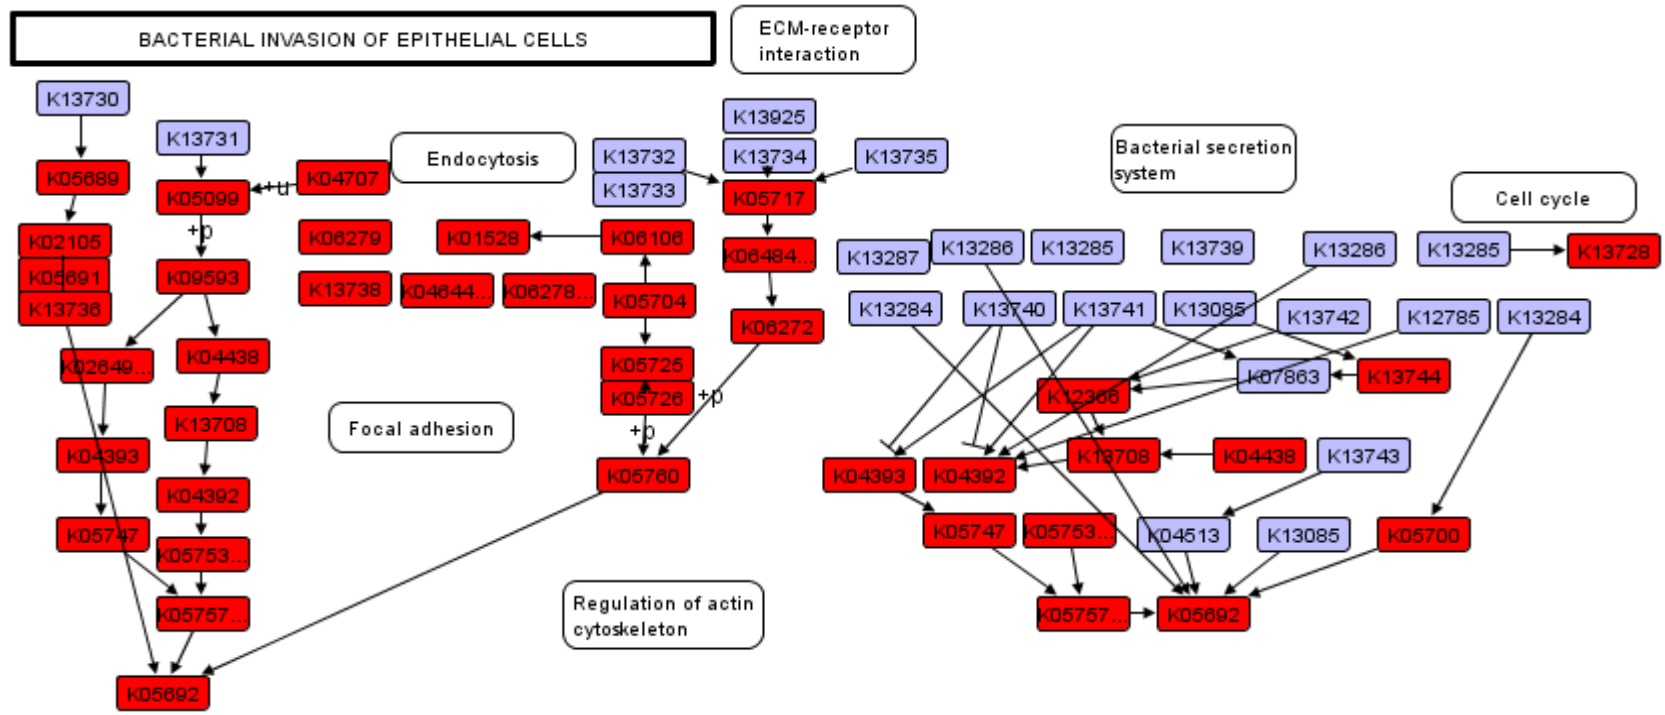 BACTERIAL INVASION OF EPITHELIAL CELLS
ECM-receptor
interaction
K13730
K13731
K05689
K05099
+u
K04707
Endocytosis
K13732
K13733
K13925
K13734
K13735
K05717
Bacterial secretion
system
Cell cycle
K02105
K05691
K13736
+p
K09593
K06279
K01528
K06106
K06484...
K13738
K04644...
K06278...
K05704
K06272
K13287
K13286
K13285
K13739
K13286
K13285
K13728
K13284
K13740
K13741
K13085
K13742
K12785
K13284
K02649...
K04438
K05725
K05726
+p
+p
K07863
K13744
K12366
K13708
Focal adhesion
K04393
K04392
K05760
K04393
K04392
K13708
K04438
K13743
K05747
K05753...
K05747
K05753...
K04513
K13085
K05700
K05757...
Regulation of actin
cytoskeleton
K05757...
K05692
K05692